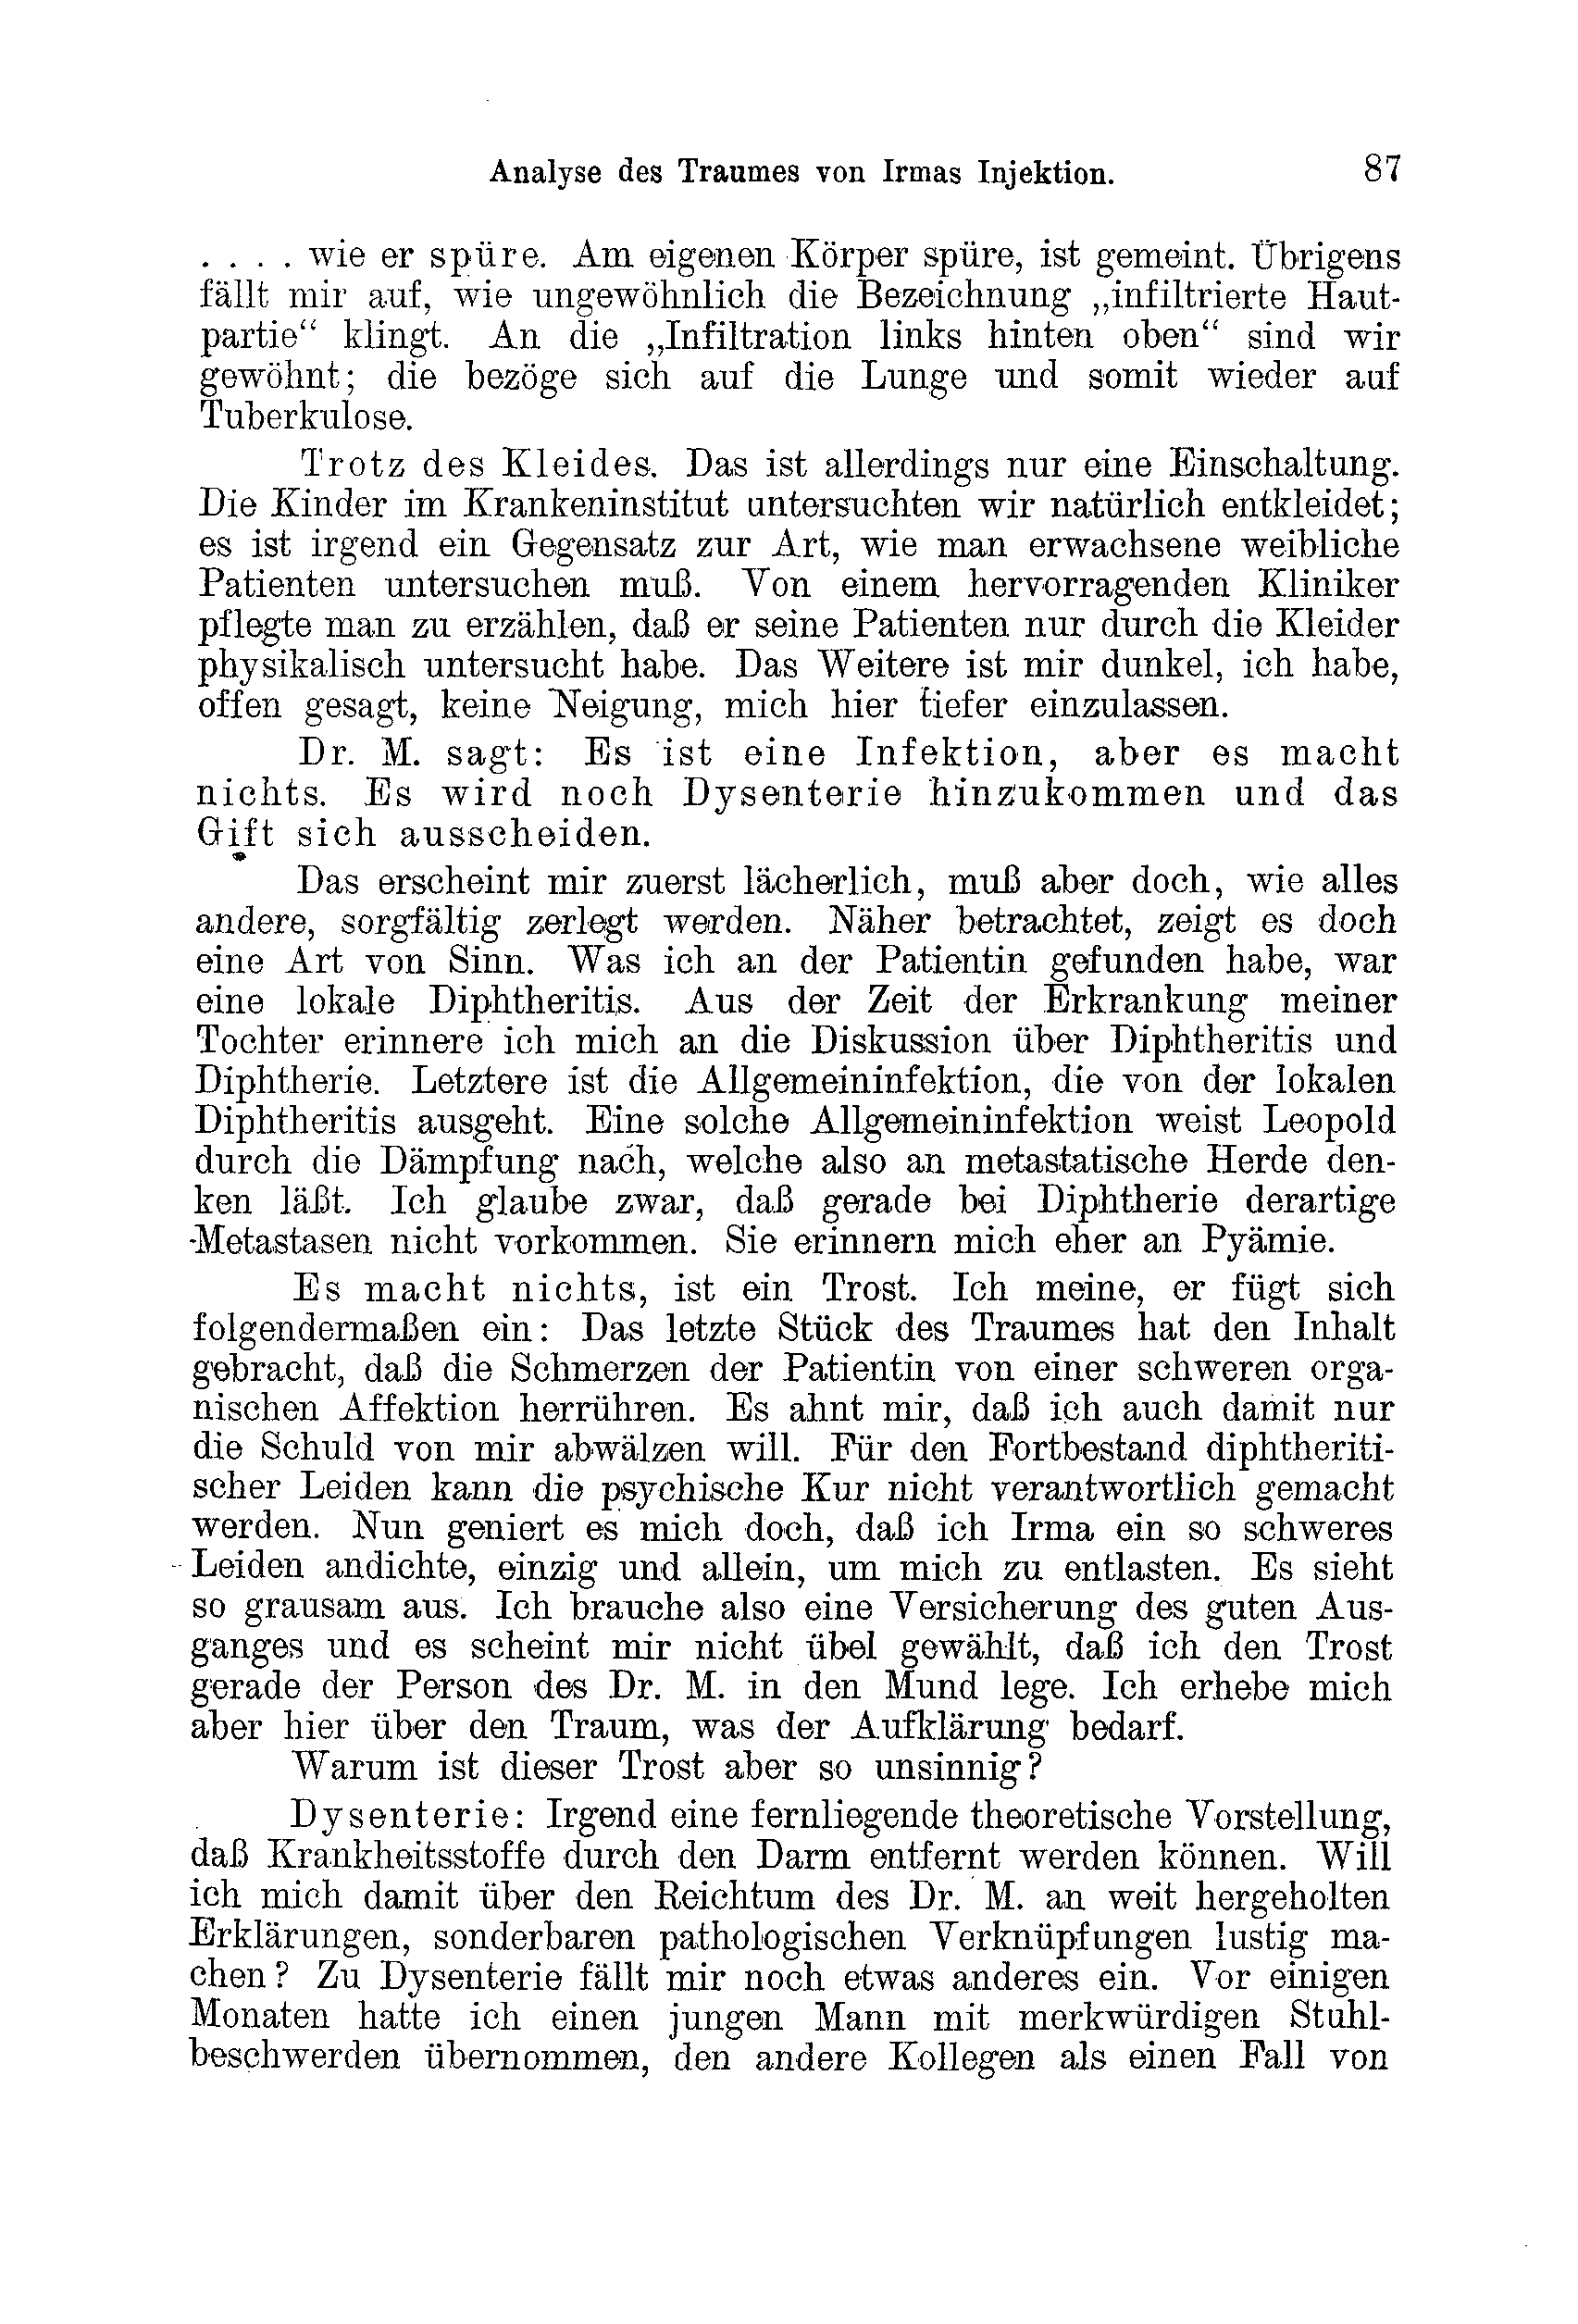 Analyse des Traumes von Irmas Injektion. 87
. . . . wie er spüre. Am eigenen Körper spüre, ist gemeint. Übrigens
fällt mir auf, wie ungewöhnlich die Bezeichnung „infiltrierte Haut-
partie“ klingt. An die „Infiltration links hinten oben“ sind wir
gewöhnt; die bezöge sich auf die Lunge und somit wieder auf
Tuberkulose.
Trotz des Kleides. Das ist allerdings nur eine Einschaltung.
Die Kinder im Krankeninstitut untersuchten wir natürlich entkleidet;
es ist irgend ein Gegensatz zur Art, wie man erwachsene weibliche
Patienten untersuchen muß. Von einem hervorragenden Kliniker
pflegte man zu erzählen, daß er seine Patienten nur durch die Kleider
physikalisch untersucht habe. Das Weitere ist mir dunkel, ich habe,
offen gesagt, keine Neigung, mich hier tiefer einzulassen.
Dr. M. sagt: Es ist eine Infektion, aber es macht
nichts. Es wird noch Dysenterie hinzukommen und das
Gift sich ausscheiden.
Das erscheint mir zuerst lächerlich, muß aber doch, wie alles
andere, sorgfältig zerlegt werden. Näher betrachtet, zeigt es doch
eine Art von Sinn. Was ich an der Patientin gefunden habe, war
eine lokale Diphtheritis. Aus der Zeit der Erkrankung meiner
Tochter erinnere ich mich an die Diskussion über Diphtheritis und
Diphtherie. Letztere ist die Allgemeininfektion, die von der lokalen
Diphtheritis ausgeht. Eine solche Allgemeininfektion weist Leopold
durch die Dämpfung nach, welche also an metastatische Herde den-
ken läßt. Ich glaube zwar, daß gerade bei Diphtherie derartige
Metastasen nicht vorkommen. Sie erinnern mich eher an Pyämie.
Es macht nichts, ist ein Trost. Ich meine, er fügt sich
folgendermaßen ein: Das letzte Stück des Traumes hat den Inhalt
gebracht, daß die Schmerzen der Patientin von einer schweren orga-
nischen Affektion herrühren. Es ahnt mir, daß ich auch damit nur
die Schuld von mir abwälzen will. Für den Fortbestand diphtheriti-
scher Leiden kann die psychische Kur nicht verantwortlich gemacht
werden. Nun geniert es mich doch, daß ich Irma ein so schweres
Leiden andichte, einzig und allein, um mich zu entlasten. Es sieht
so grausam aus. Ich brauche also eine Versicherung des guten Aus-
ganges und es scheint mir nicht übel gewählt, daß ich den Trost
gerade der Person des Dr. M. in den Mund lege. Ich erhebe mich
aber hier über den Traum, was der Aufklärung bedarf.
Warum ist dieser Trost aber so unsinnig?
Dysenterie: Irgend eine fernliegende theoretische Vorstellung,
daß Krankheitsstoffe durch den Darm entfernt werden können. Will
ich mich damit über den Reichtum des Dr. M. an weit hergeholten
Erklärungen, sonderbaren pathologischen Verknüpfungen lustig ma-
chen? Zu Dysenterie fällt mir noch etwas anderes ein. Vor einigen
Monaten hatte ich einen jungen Mann mit merkwürdigen Stuhl-
beschwerden übernommen, den andere Kollegen als einen Fall von